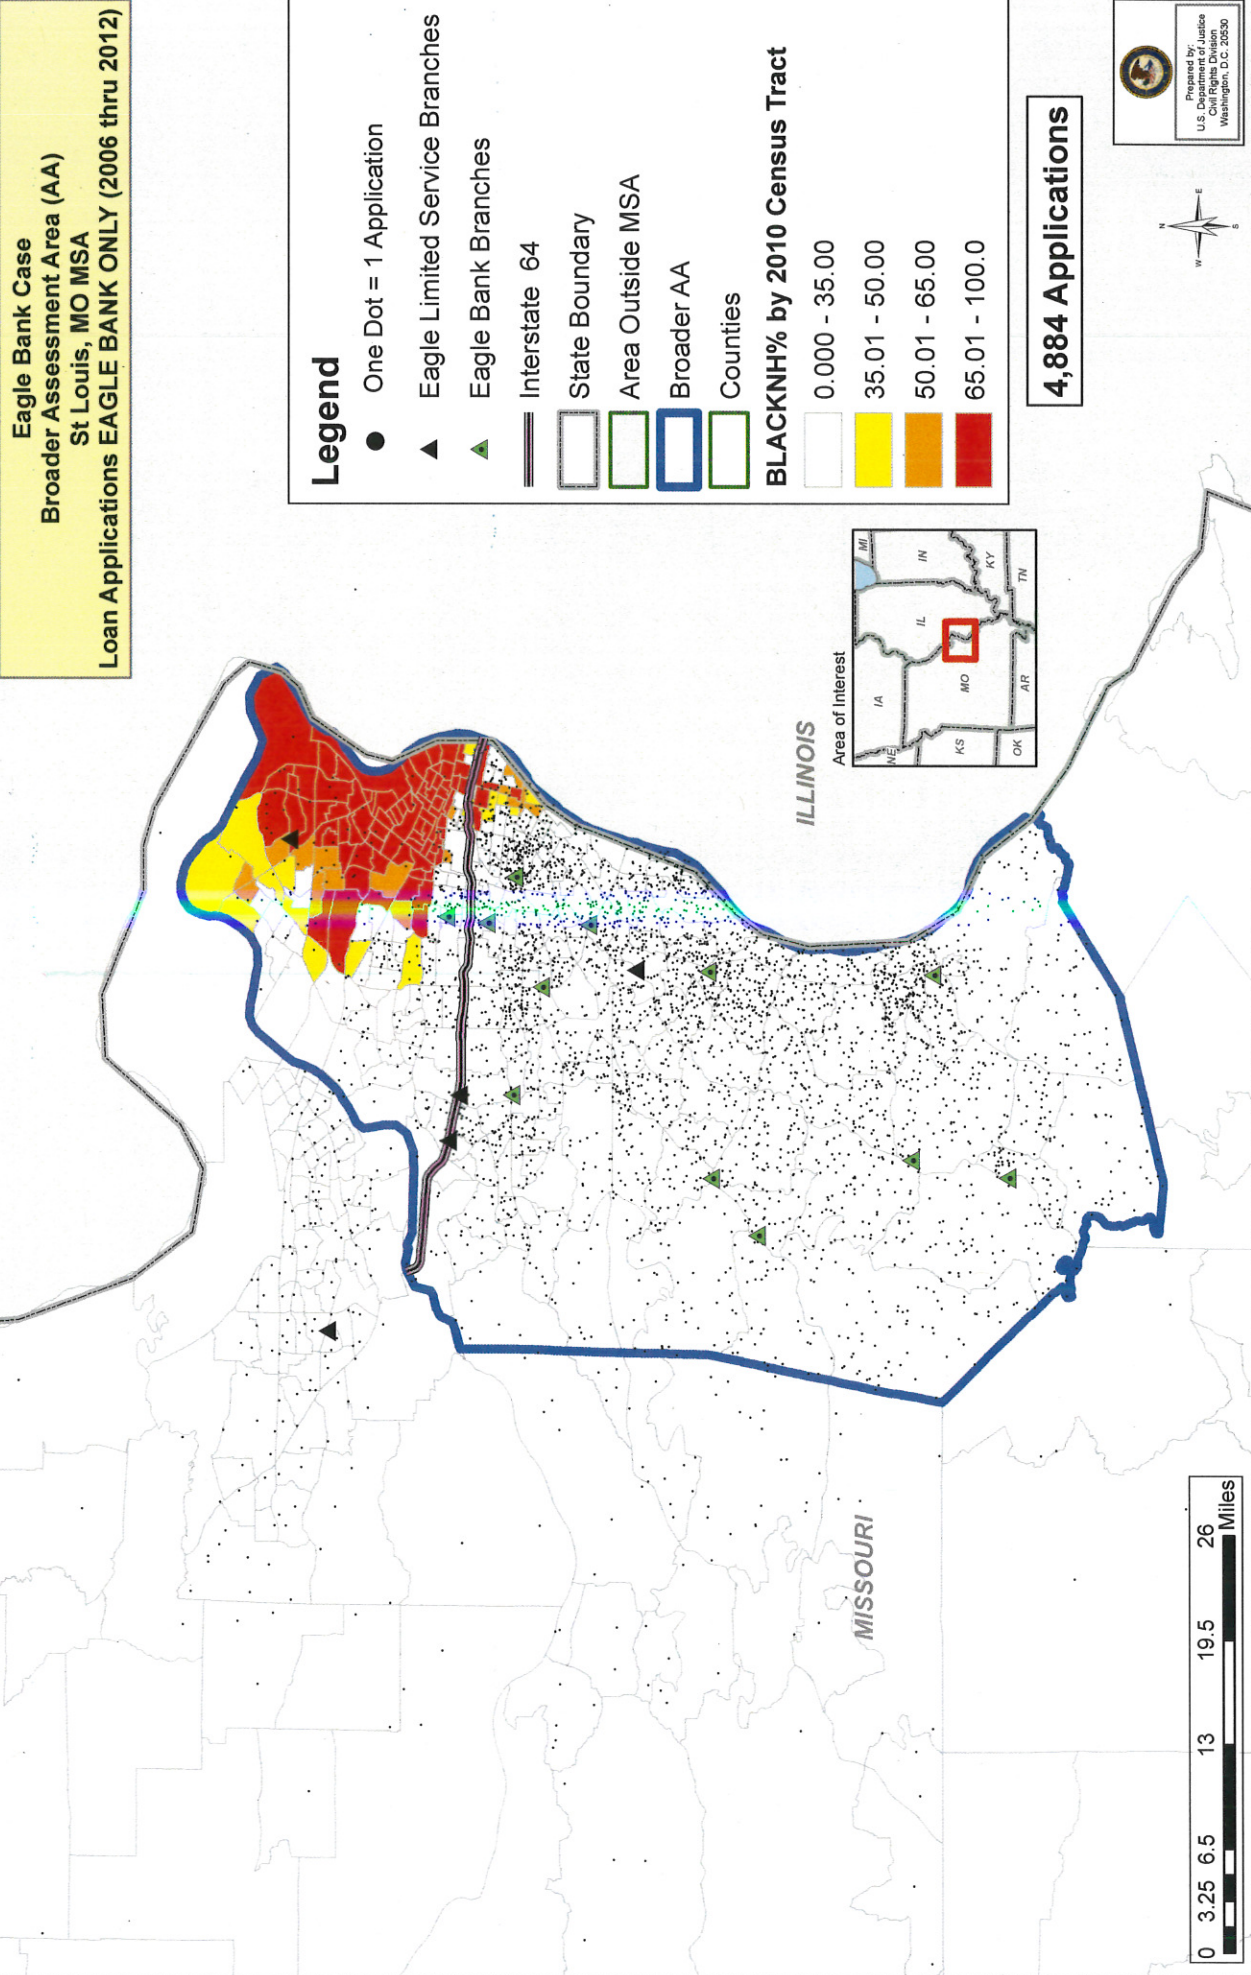 Eagle Bank Case
Broader Assessment Area (AA)
St Louis, MO MSA
Loan Applications EAGLE BANK ONLY (2006 thru 2012)
Legend
One Dot = 1 Application
Eagle Limited Service Branches
Eagle Bank Branches
Interstate 64
State Boundary
Area Outside MSA
Broader AA
Counties
BLACKNH% by 2010 Census Tract
0.000 - 35.00
35.01 - 50.00
50.01 - 65.00
65.01 - 100.0
4,884 Applications
Prepared by:
U.S. Department of Justice
Civil Rights Division
Washington, D.C. 20530
N
W
E
S
ILLINOIS
MISSOURI
Area of Interest
NE
IA
IL
IN
MI
KS
MO
KY
OK
AR
TN
0 3.25 6.5 13 19.5 26
Miles